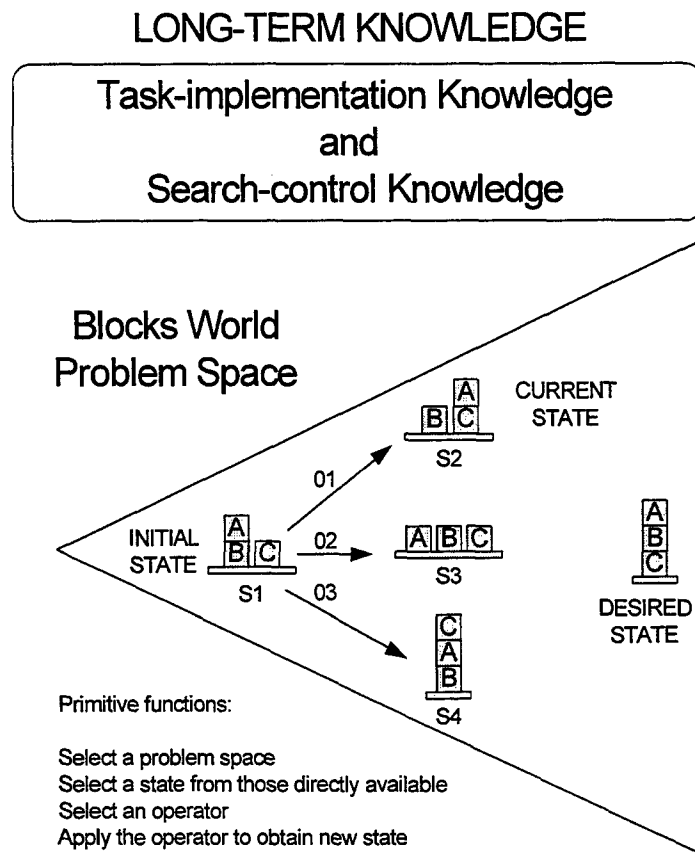 LONG-TERM KNOWLEDGE
Task-implementation Knowledge
and
Search-control Knowledge
Blocks World
Problem Space
A
B C
S2
CURRENT
STATE
01
INITIAL
STATE
A
B C
S1
02
A B C
S3
03
C
A
B
S4
A
B
C
DESIRED
STATE
Primitive functions:
Select a problem space
Select a state from those directly available
Select an operator
Apply the operator to obtain new state